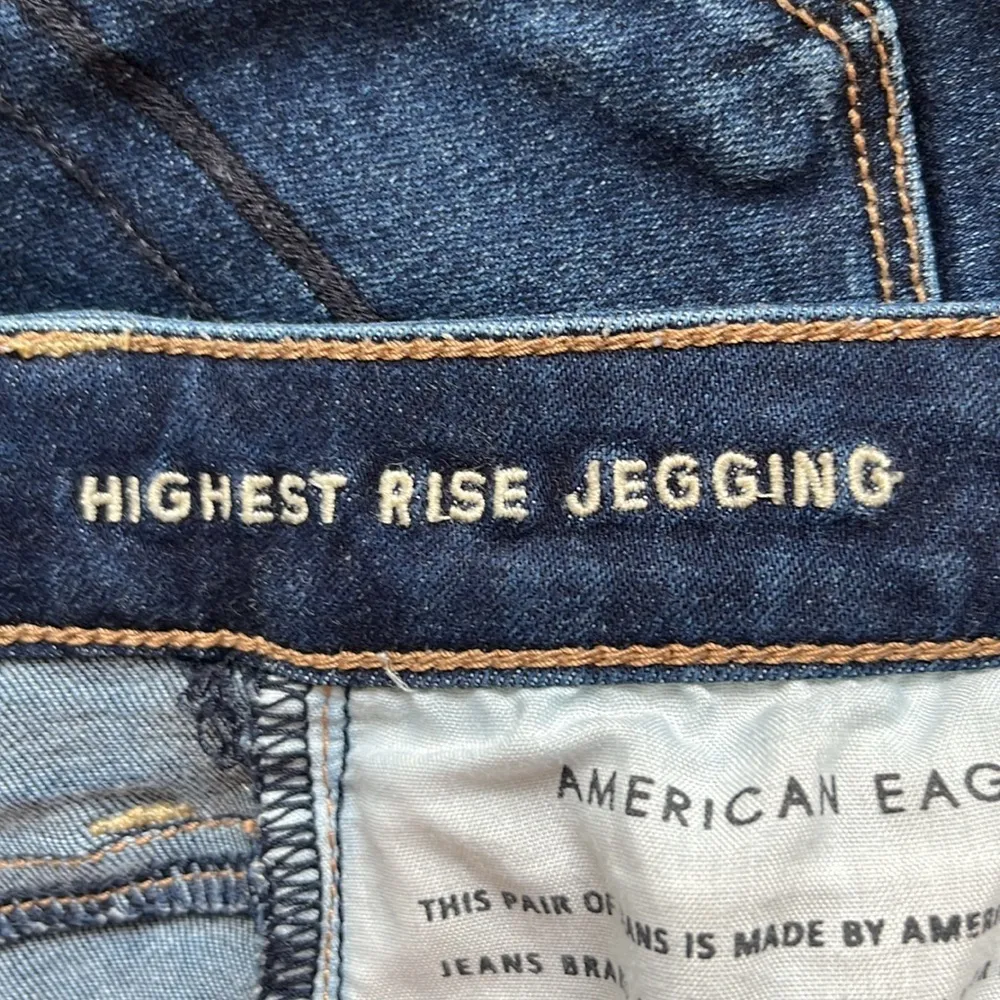 HIGHEST RISE JEGGING
AMERICAN EAG
THIS PAIR OF ANS IS MADE BY AMER
JEANS BRA